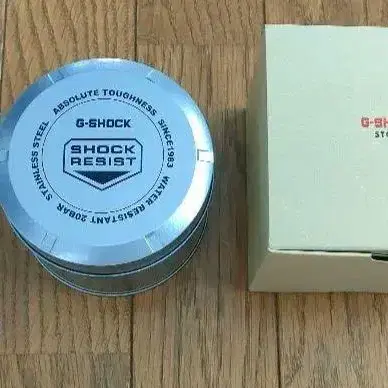 ABSOLUTE TOUGHNESS
SINCE 1983
WATER RESISTANT 20BAR
STAINLESS STEEL
G-SHOCK
SHOCK
RESIST
G-SH
ST